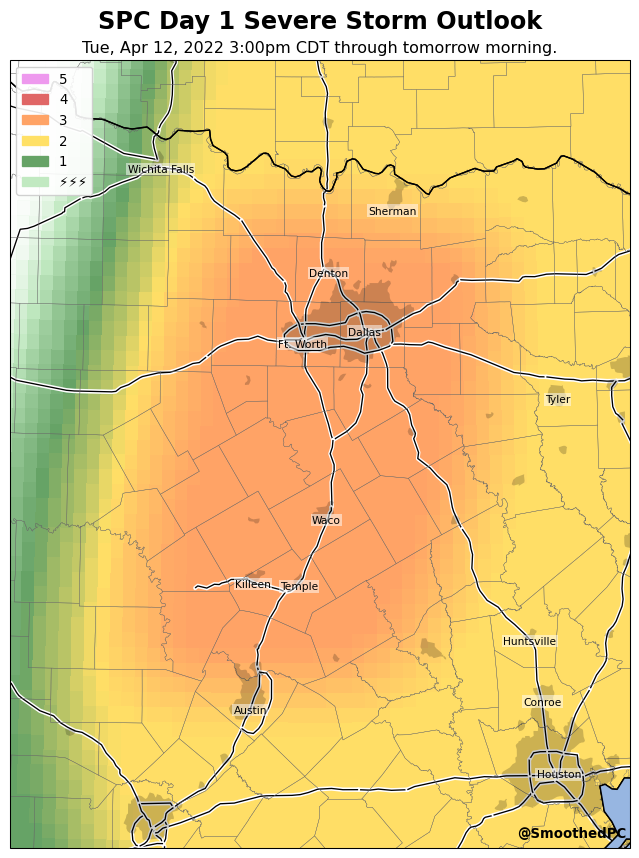 SPC Day 1 Severe Storm Outlook
Tue, Apr 12, 2022 3:00pm CDT through tomorrow morning.
5
4
3
2
1
⚡⚡⚡
Wichita Falls
Sherman
Denton
Dallas
Ft. Worth
Tyler
Waco
Killeen
Temple
Huntsville
Conroe
Austin
Houston
@SmoothedPC